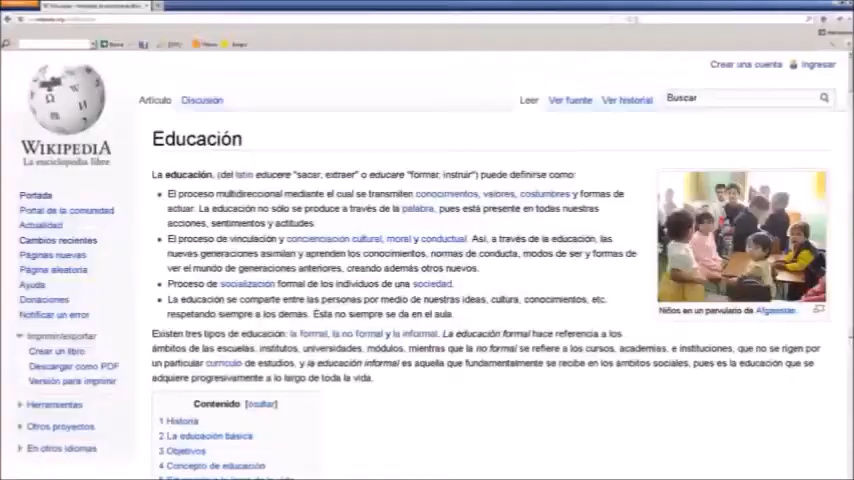 Crear una cuenta Ingresar
Artículo Discusión Leer Ver fuente Ver historial Buscar
WIKIPEDIA
La enciclopedia libre
Portada
Portal de la comunidad
Actualidad
Cambios recientes
Páginas nuevas
Página aleatoria
Ayuda
Donaciones
Notificar un error
Imprimir/exportar
Crear un libro
Descargar como PDF
Versión para imprimir
Herramientas
Otros proyectos
En otros idiomas
Educación
La educación, (del latín educere "sacar, extraer" o educare "formar, instruir") puede definirse como:
El proceso multidireccional mediante el cual se transmiten conocimientos, valores, costumbres y formas de
actuar. La educación no sólo se produce a través de la palabra, pues está presente en todas nuestras
acciones, sentimientos y actitudes.
El proceso de vinculación y concienciación cultural, moral y conductual. Así, a través de la educación, las
nuevas generaciones asimilan y aprenden los conocimientos, normas de conducta, modos de ser y formas de
ver el mundo de generaciones anteriores, creando además otros nuevos.
Proceso de socialización formal de los individuos de una sociedad.
La educación se comparte entre las personas por medio de nuestras ideas, cultura, conocimientos, etc.
respetando siempre a los demás. Ésta no siempre se da en el aula.
Niños en un parvulario de Afganistán.
Existen tres tipos de educación: la formal, la no formal y la informal. La educación formal hace referencia a los
ámbitos de las escuelas, institutos, universidades, módulos, mientras que la no formal se refiere a los cursos, academias, e instituciones, que no se rigen por
un particular currículo de estudios, y la educación informal es aquella que fundamentalmente se recibe en los ámbitos sociales, pues es la educación que se
adquiere progresivamente a lo largo de toda la vida.
Contenido [ocultar]
1 Historia
2 La educación básica
3 Objetivos
4 Concepto de educación